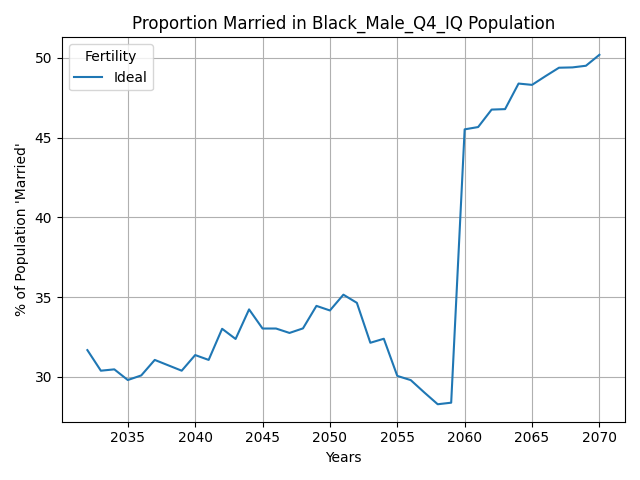 Proportion Married in Black_Male_Q4_IQ Population
Fertility
Ideal
% of Population 'Married'
50
45
40
35
30
2035 2040 2045 2050 2055 2060 2065 2070
Years